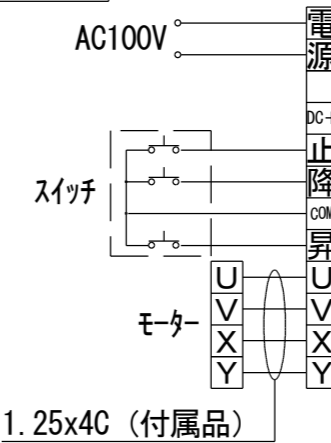 AC100V
電
源
DC+
止
スイッチ
降
COM
昇
U U
モーター V V
X X
Y Y
1.25x4C (付属品)